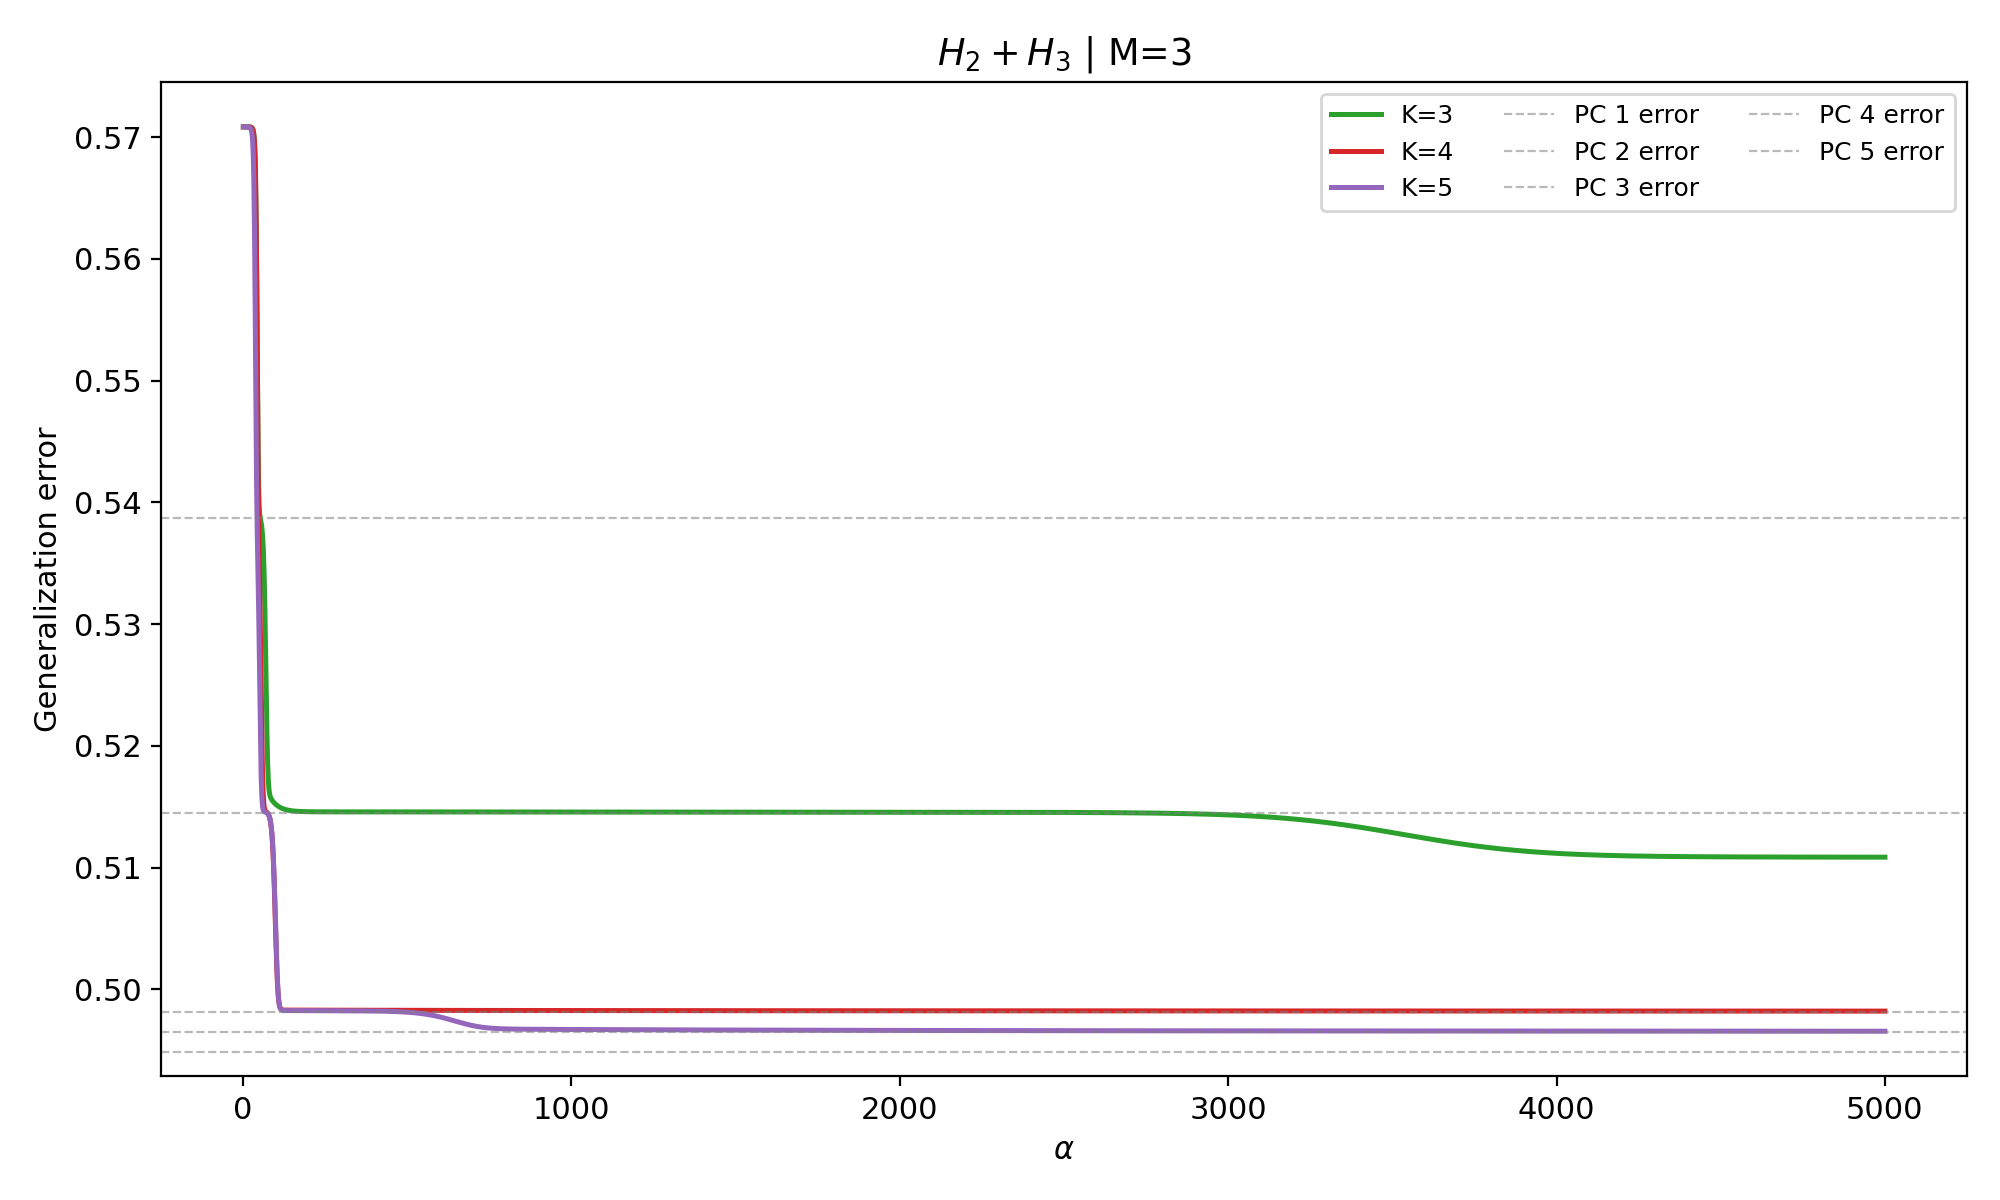 H₂ + H₃ | M=3
K=3
K=4
K=5
PC 1 error
PC 2 error
PC 3 error
PC 4 error
PC 5 error
Generalization error
0.57
0.56
0.55
0.54
0.53
0.52
0.51
0.50
0 1000 2000 3000 4000 5000
α